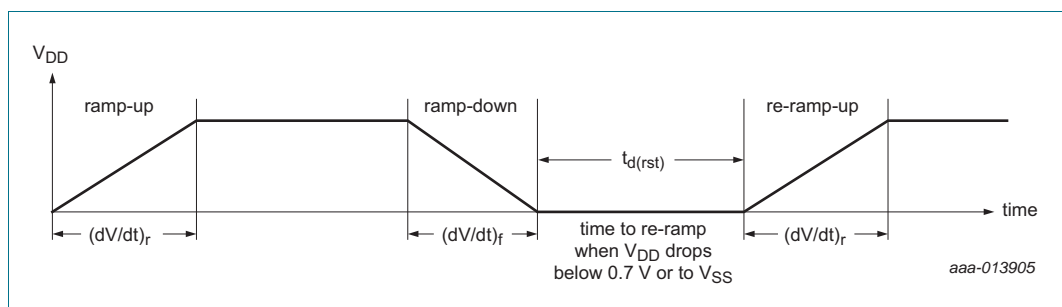 V_DD
ramp-up
ramp-down
re-ramp-up
t_d(rst)
time
(dV/dt)_r
(dV/dt)_f
time to re-ramp
when V_DD drops
below 0.7 V or to V_SS
(dV/dt)_r
aaa-013905